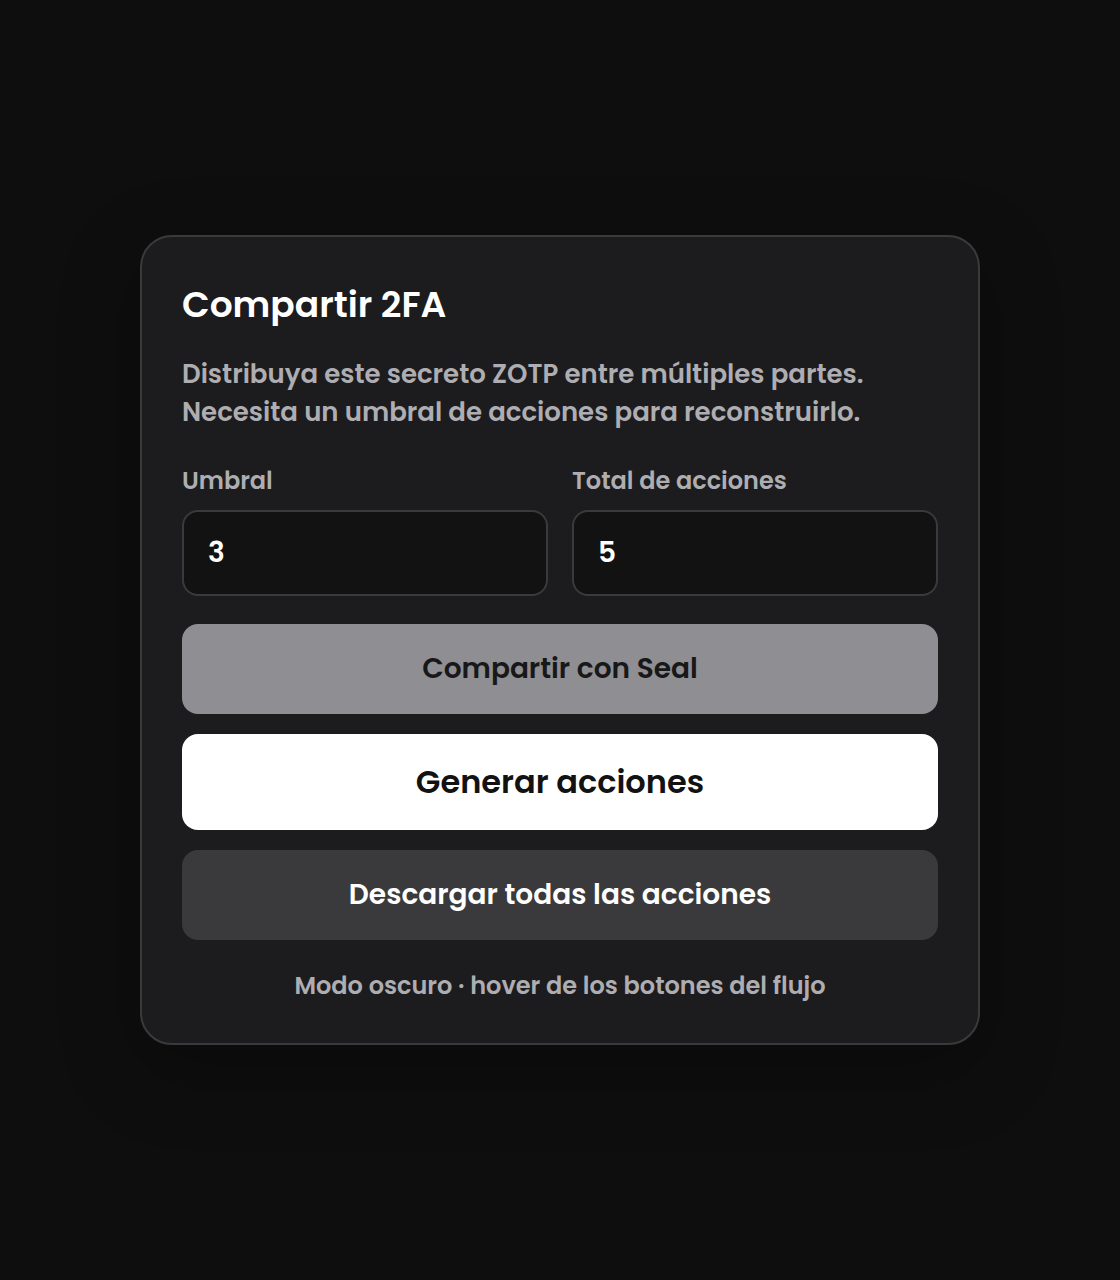 Compartir 2FA
Distribuya este secreto ZOTP entre múltiples partes.
Necesita un umbral de acciones para reconstruirlo.
Umbral
Total de acciones
3
5
Compartir con Seal
Generar acciones
Descargar todas las acciones
Modo oscuro · hover de los botones del flujo